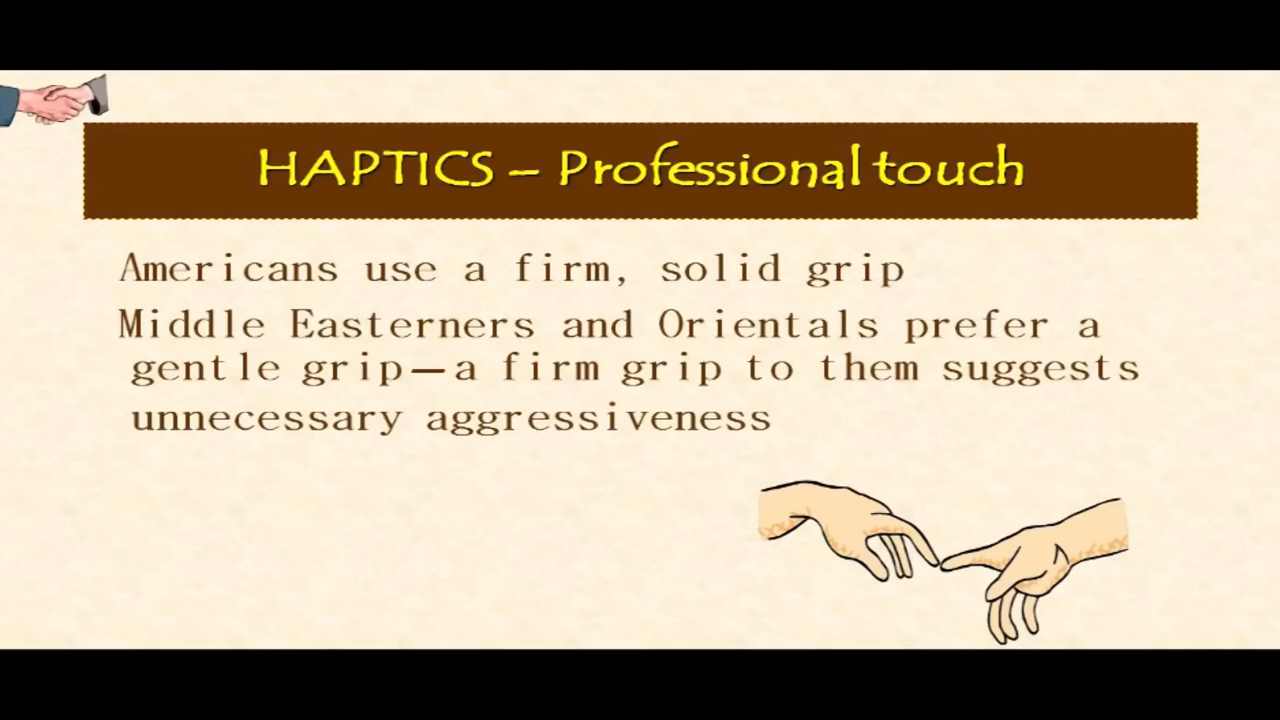 HAPTICS – Professional touch
Americans use a firm, solid grip
Middle Easterners and Orientals prefer a
gentle grip—a firm grip to them suggests
unnecessary aggressiveness